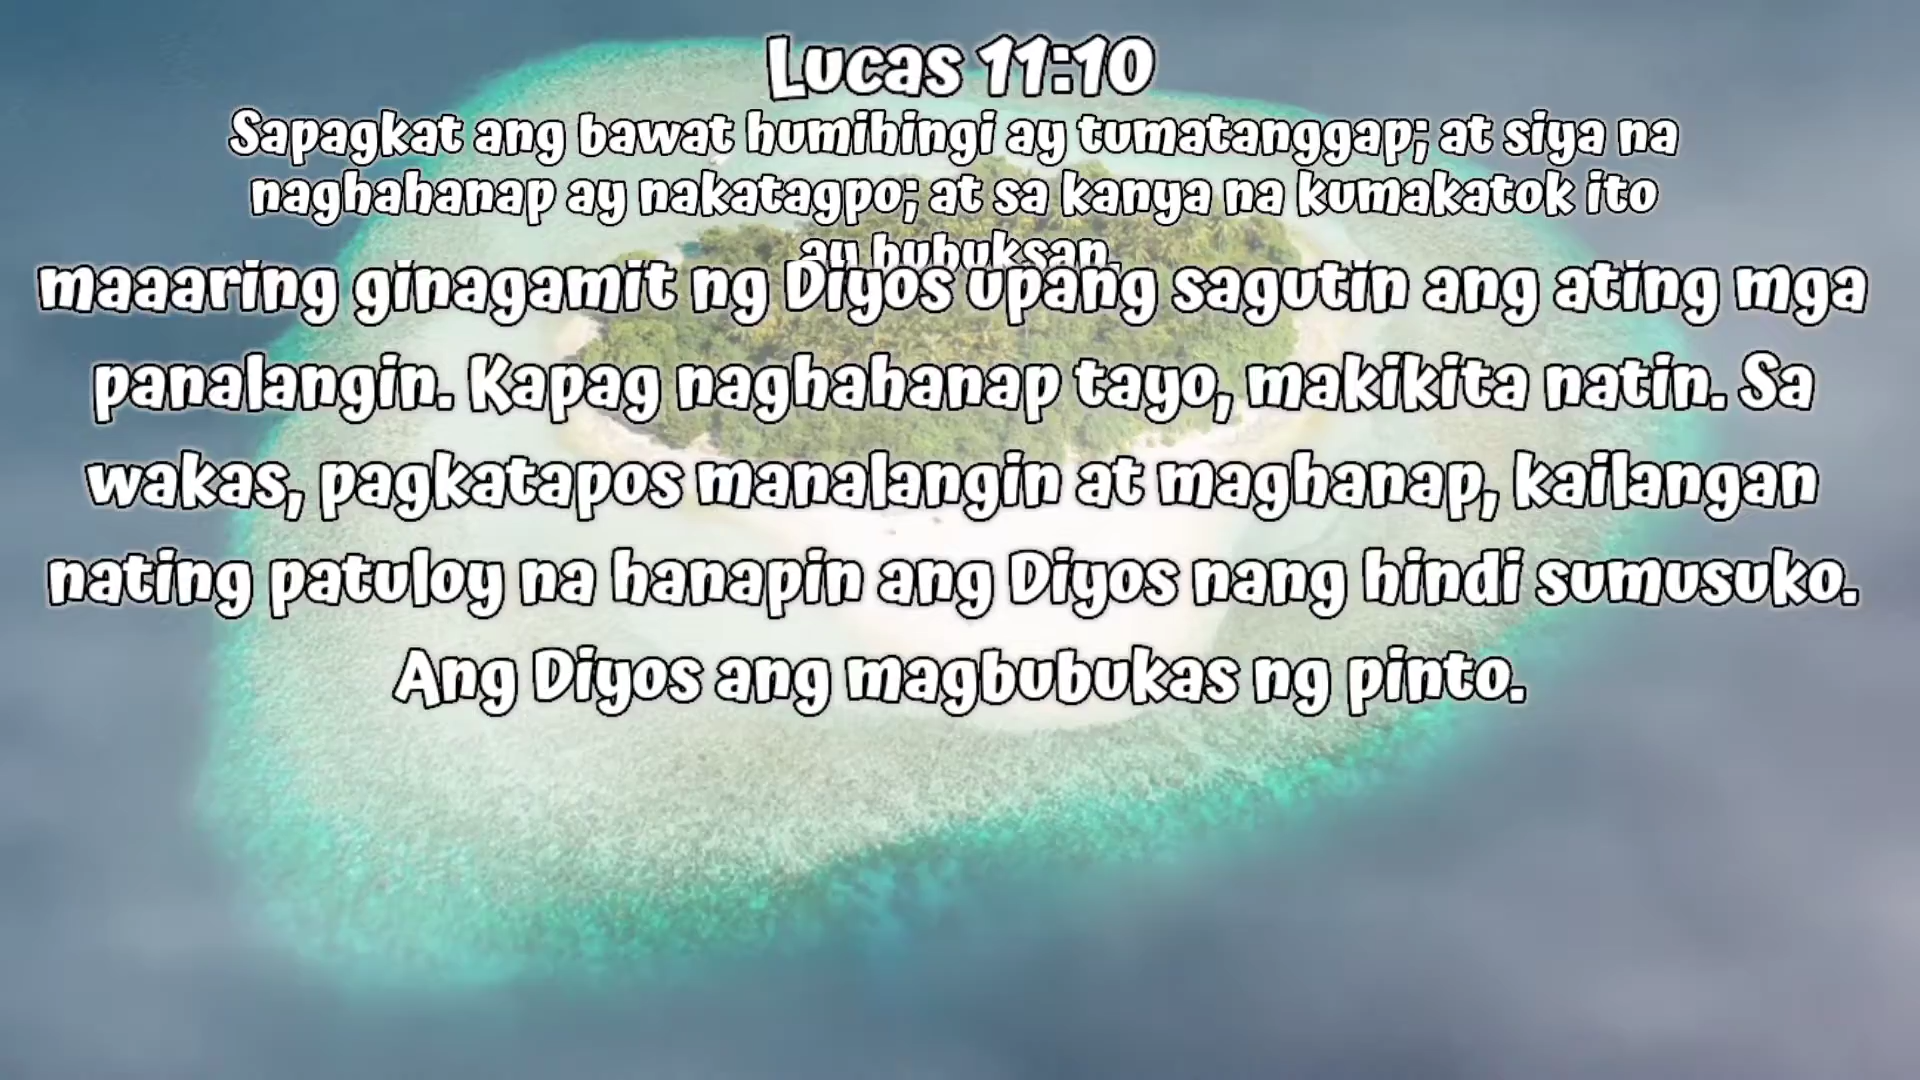 Lucas 11:10
Sapagkat ang bawat humihingi ay tumatanggap; at siya na
naghahanap ay nakatagpo; at sa kanya na kumakatok ito
ay bubuksan.
maaaring ginagamit ng Diyos upang sagutin ang ating mga
panalangin. Kapag naghahanap tayo, makikita natin. Sa
wakas, pagkatapos manalangin at maghanap, kailangan
nating patuloy na hanapin ang Diyos nang hindi sumusuko.
Ang Diyos ang magbubukas ng pinto.